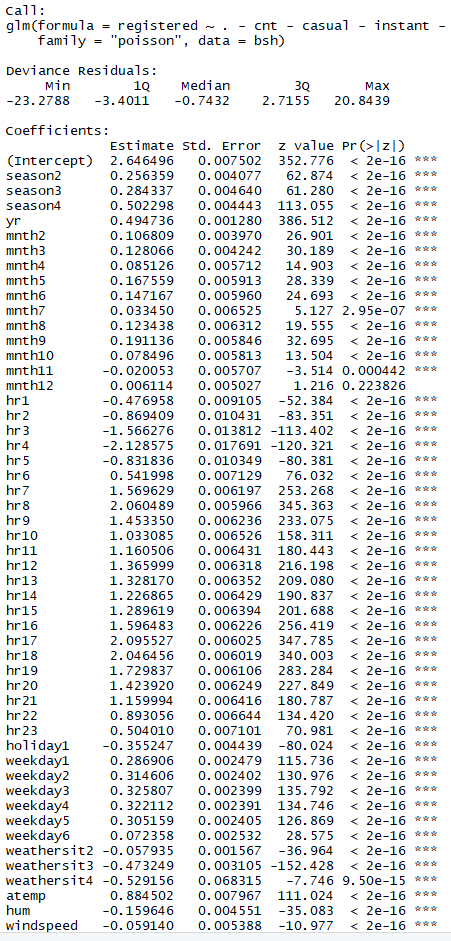 Call:
glm(formula = registered ~ . - cnt - casual - instant -
    family = "poisson", data = bsh)

Deviance Residuals:
     Min       1Q   Median       3Q      Max
-23.2788  -3.4011  -0.7432   2.7155  20.8439

Coefficients:
             Estimate Std. Error  z value Pr(>|z|)
(Intercept)  2.646496   0.007502  352.776  < 2e-16 ***
season2      0.256359   0.004077   62.874  < 2e-16 ***
season3      0.284337   0.004640   61.280  < 2e-16 ***
season4      0.502298   0.004443  113.055  < 2e-16 ***
yr           0.494736   0.001280  386.512  < 2e-16 ***
mnth2        0.106809   0.003970   26.901  < 2e-16 ***
mnth3        0.128066   0.004242   30.189  < 2e-16 ***
mnth4        0.085126   0.005712   14.903  < 2e-16 ***
mnth5        0.167559   0.005913   28.339  < 2e-16 ***
mnth6        0.147167   0.005960   24.693  < 2e-16 ***
mnth7        0.033450   0.006525    5.127 2.95e-07 ***
mnth8        0.123438   0.006312   19.555  < 2e-16 ***
mnth9        0.191136   0.005846   32.695  < 2e-16 ***
mnth10       0.078496   0.005813   13.504  < 2e-16 ***
mnth11      -0.020053   0.005707   -3.514 0.000442 ***
mnth12       0.006114   0.005027    1.216 0.223826
hr1         -0.476958   0.009105  -52.384  < 2e-16 ***
hr2         -0.869409   0.010431  -83.351  < 2e-16 ***
hr3         -1.566276   0.013812 -113.402  < 2e-16 ***
hr4         -2.128575   0.017691 -120.321  < 2e-16 ***
hr5         -0.831836   0.010349  -80.381  < 2e-16 ***
hr6          0.541998   0.007129   76.032  < 2e-16 ***
hr7          1.569629   0.006197  253.268  < 2e-16 ***
hr8          2.060489   0.005966  345.363  < 2e-16 ***
hr9          1.453350   0.006236  233.075  < 2e-16 ***
hr10         1.033085   0.006526  158.311  < 2e-16 ***
hr11         1.160506   0.006431  180.443  < 2e-16 ***
hr12         1.365999   0.006318  216.198  < 2e-16 ***
hr13         1.328170   0.006352  209.080  < 2e-16 ***
hr14         1.226865   0.006429  190.837  < 2e-16 ***
hr15         1.289619   0.006394  201.688  < 2e-16 ***
hr16         1.596483   0.006226  256.419  < 2e-16 ***
hr17         2.095527   0.006025  347.785  < 2e-16 ***
hr18         2.046456   0.006019  340.003  < 2e-16 ***
hr19         1.729837   0.006106  283.284  < 2e-16 ***
hr20         1.423920   0.006249  227.849  < 2e-16 ***
hr21         1.159994   0.006416  180.787  < 2e-16 ***
hr22         0.893056   0.006644  134.420  < 2e-16 ***
hr23         0.504010   0.007101   70.981  < 2e-16 ***
holiday1    -0.355247   0.004439  -80.024  < 2e-16 ***
weekday1     0.286906   0.002479  115.736  < 2e-16 ***
weekday2     0.314606   0.002402  130.976  < 2e-16 ***
weekday3     0.325807   0.002399  135.792  < 2e-16 ***
weekday4     0.322112   0.002391  134.746  < 2e-16 ***
weekday5     0.305159   0.002405  126.869  < 2e-16 ***
weekday6     0.072358   0.002532   28.575  < 2e-16 ***
weathersit2 -0.057935   0.001567  -36.964  < 2e-16 ***
weathersit3 -0.473249   0.003105 -152.428  < 2e-16 ***
weathersit4 -0.529156   0.068315   -7.746 9.50e-15 ***
atemp        0.884502   0.007967  111.024  < 2e-16 ***
hum         -0.159646   0.004551  -35.083  < 2e-16 ***
windspeed   -0.059140   0.005388  -10.977  < 2e-16 ***